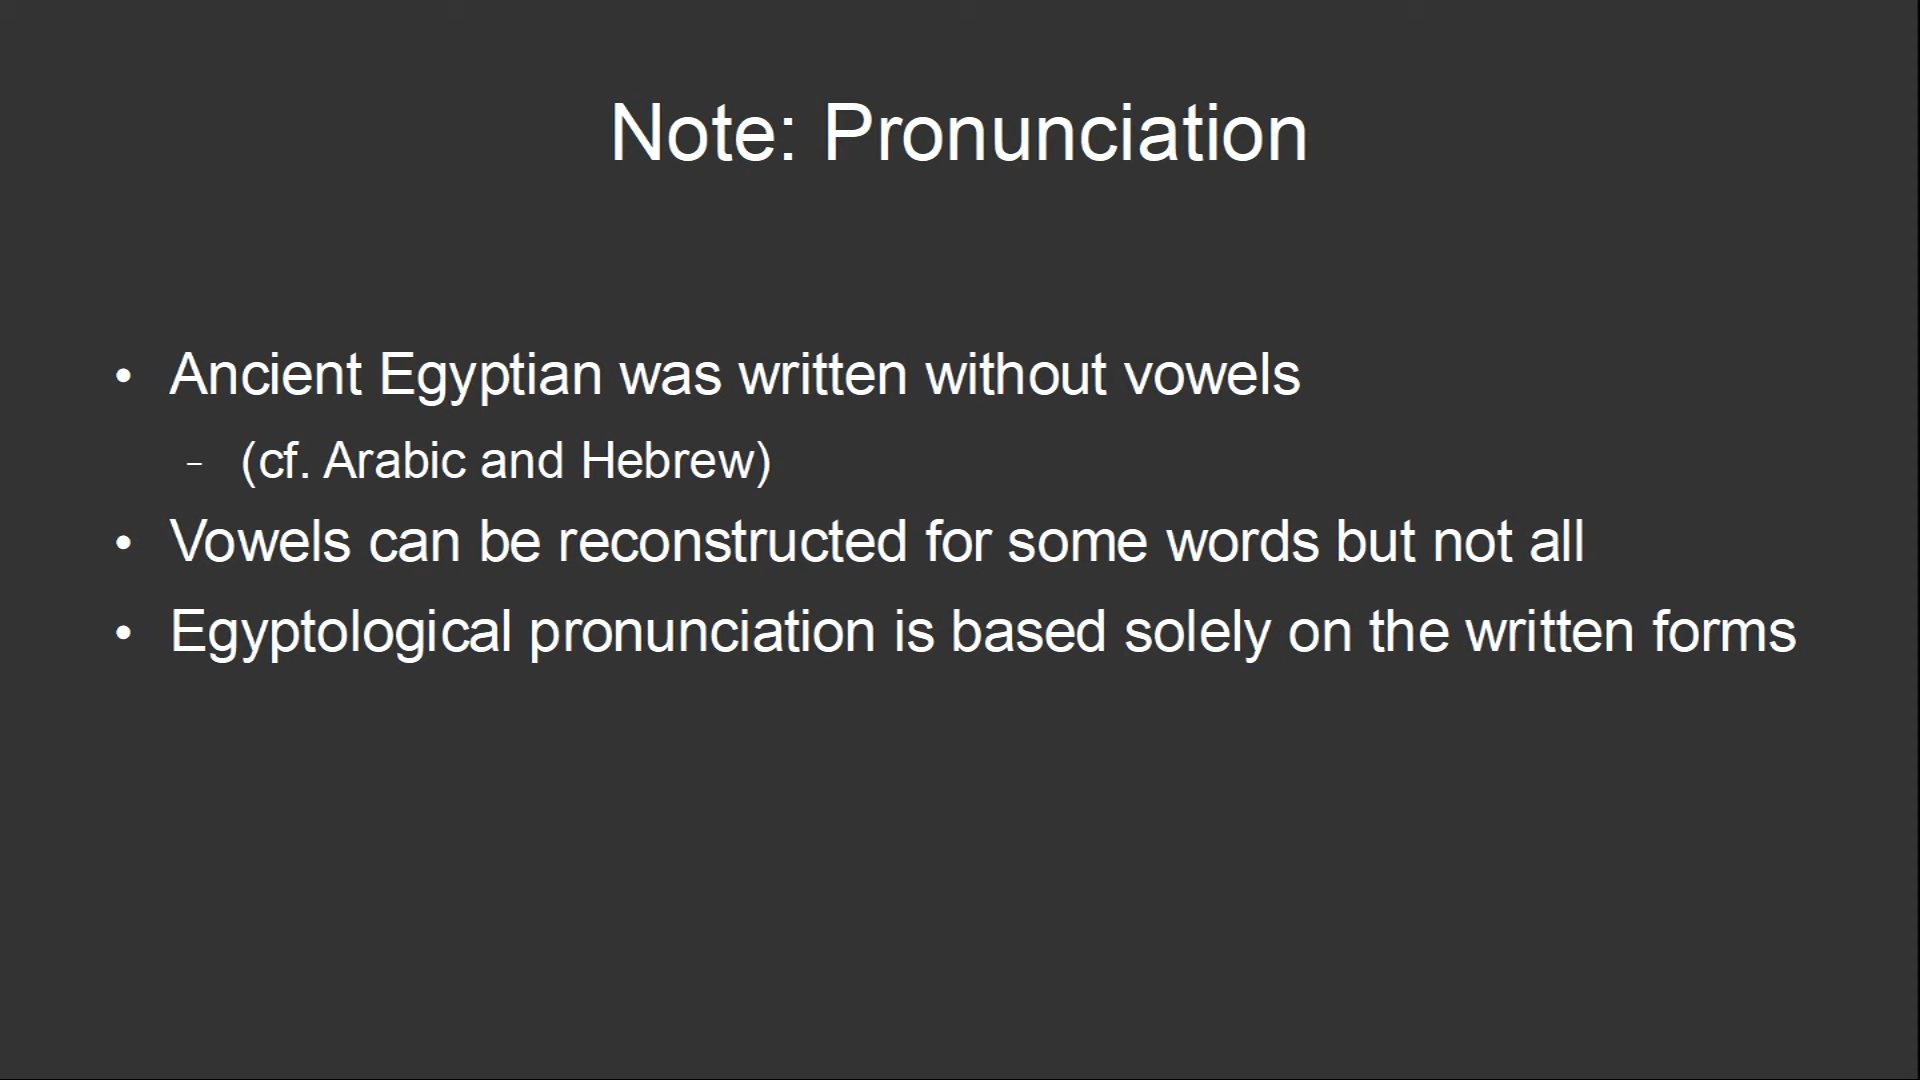 Note: Pronunciation
• Ancient Egyptian was written without vowels
– (cf. Arabic and Hebrew)
• Vowels can be reconstructed for some words but not all
• Egyptological pronunciation is based solely on the written forms